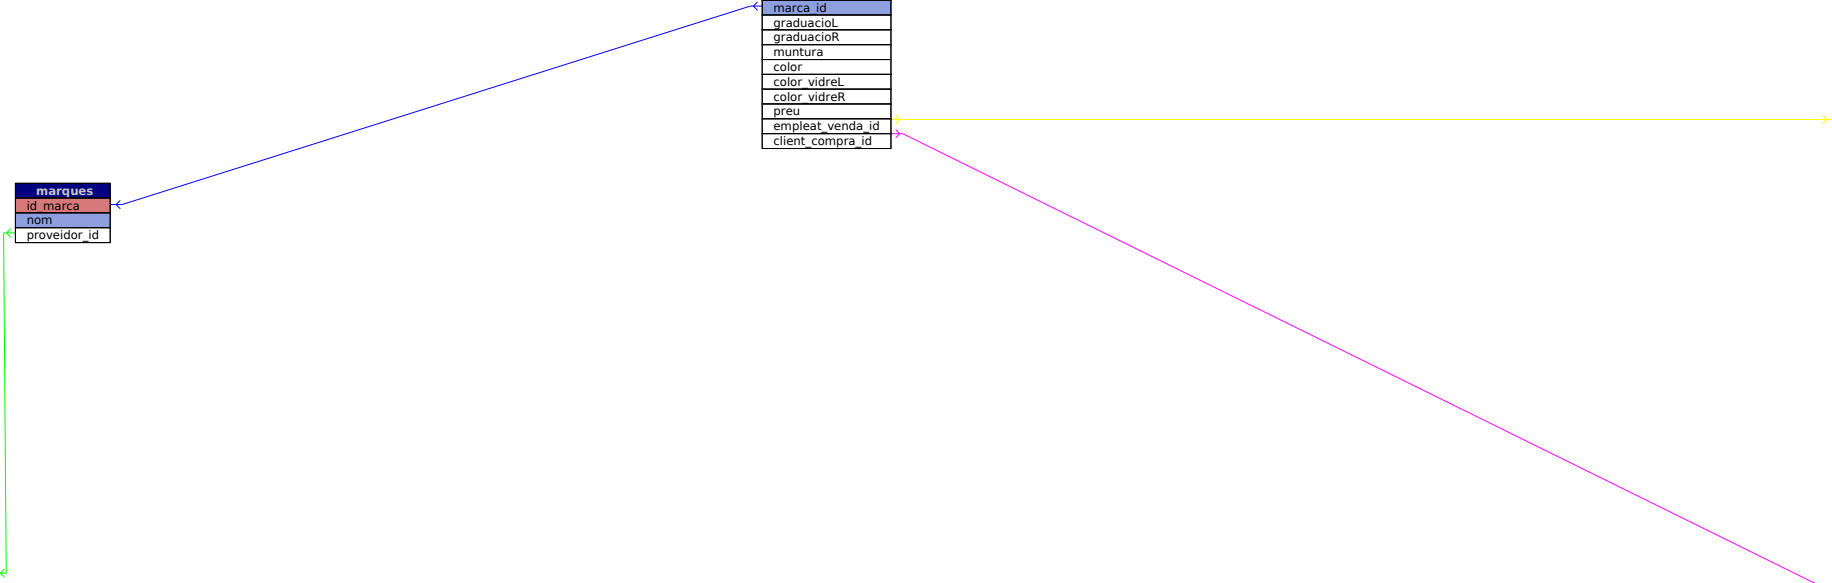 marca_id
graduacioL
graduacioR
muntura
color
color_vidreL
color_vidreR
preu
empleat_venda_id
client_compra_id
marques
id_marca
nom
proveidor_id